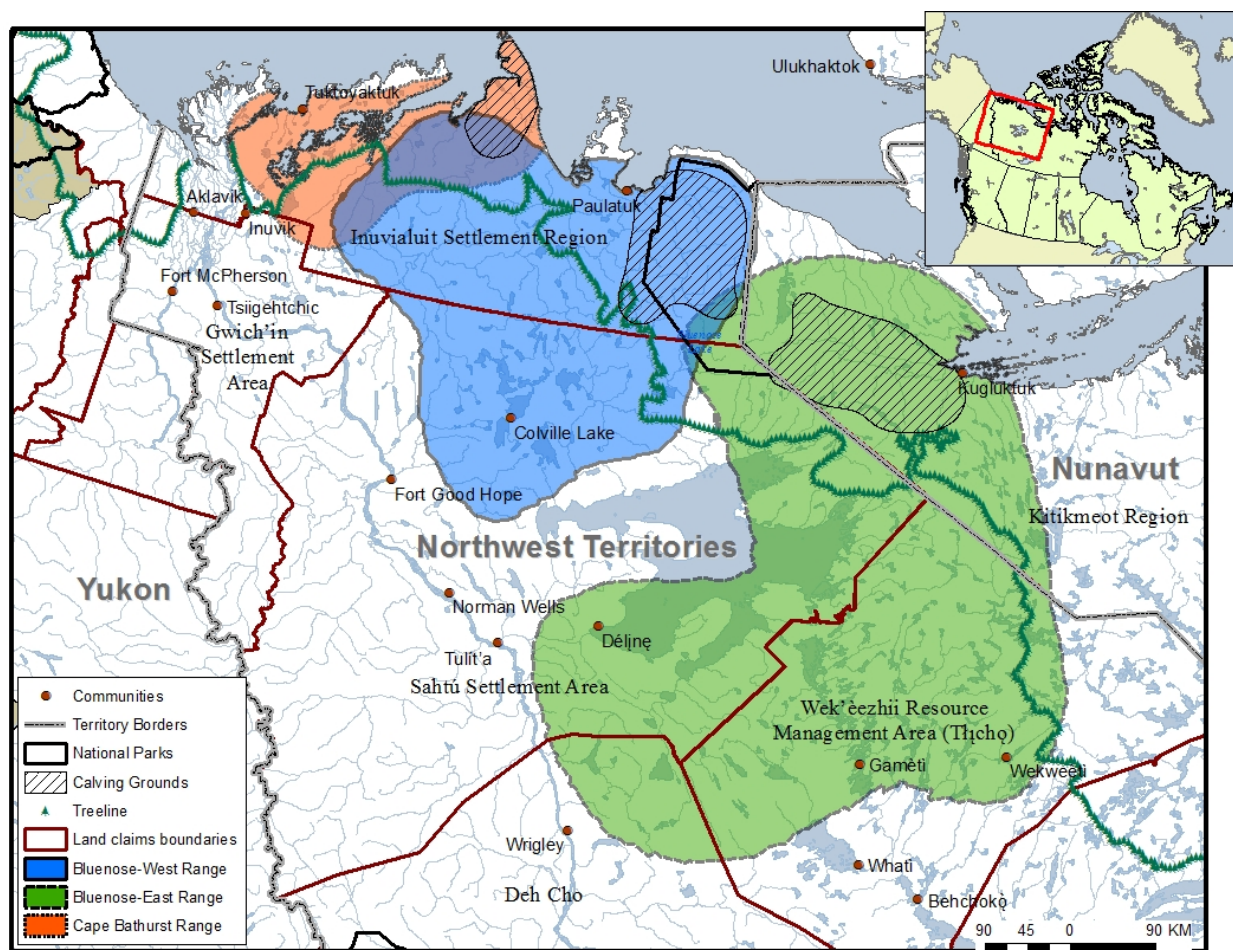 Ulukhaktok
Tuktoyaktuk
Aklavik
Inuvik
Paulatuk
Inuvialuit Settlement Region
Fort McPherson
Tsiigehtchic
Gwich'in
Settlement
Area
Kugluktuk
Colville Lake
Fort Good Hope
Nunavut
Kitikmeot Region
Northwest Territories
Yukon
Norman Wells
Délįnę
Tulít'a
Sahtú Settlement Area
Wek'èezhii Resource
Management Area (Tłįchǫ)
Gamètì
Wekweètì
Wrigley
Whatì
Deh Cho
Behchokǫ̀
Communities
Territory Borders
National Parks
Calving Grounds
Treeline
Land claims boundaries
Bluenose-West Range
Bluenose-East Range
Cape Bathurst Range
90 45 0 90 KM